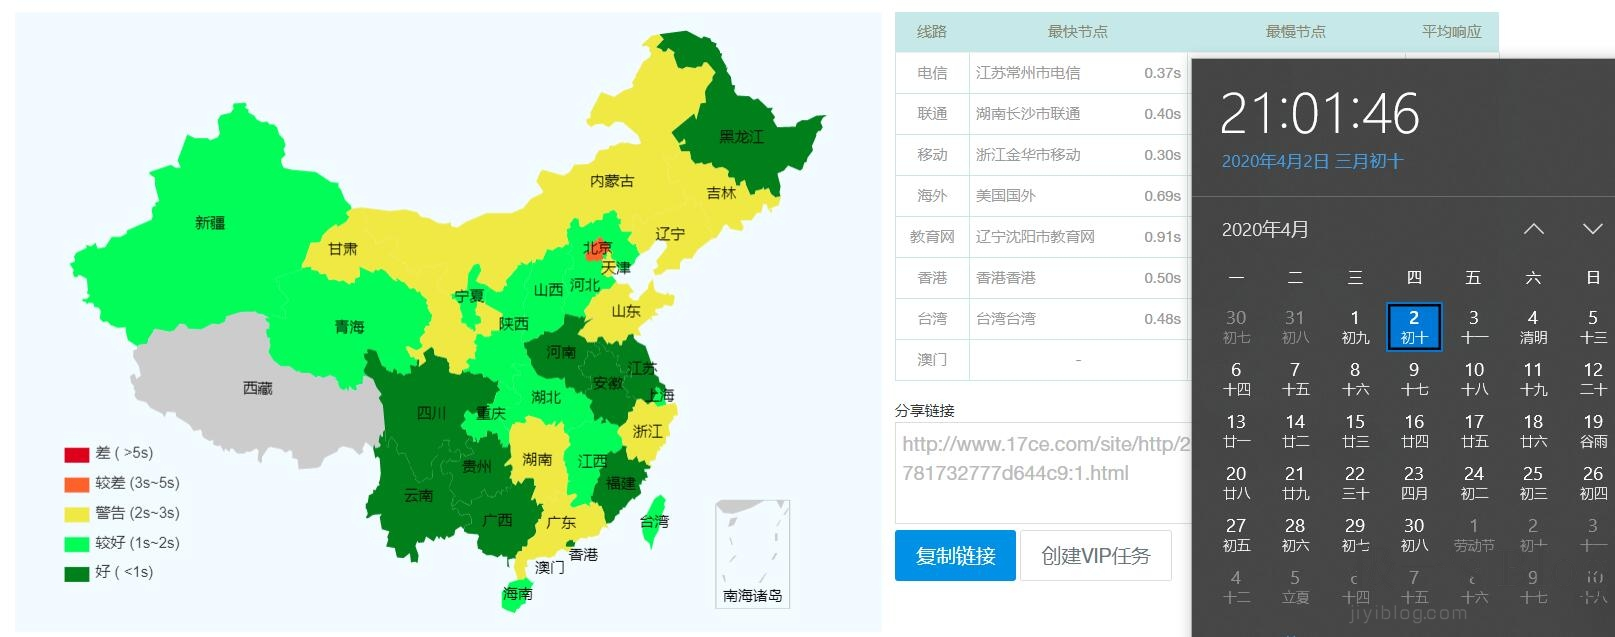 黑龙江
内蒙古
吉林
新疆
辽宁
甘肃
北京
天津
宁夏
山西
河北
山东
陕西
青海
河南
江苏
西藏
安徽
上海
湖北
四川
重庆
浙江
湖南
江西
贵州
福建
云南
广西
广东
台湾
香港
澳门
海南
南海诸岛
差 ( >5s)
较差 (3s~5s)
警告 (2s~3s)
较好 (1s~2s)
好 ( <1s)
线路 最快节点 最慢节点 平均响应
电信 江苏常州市电信 0.37s
联通 湖南长沙市联通 0.40s
移动 浙江金华市移动 0.30s
海外 美国国外 0.69s
教育网 辽宁沈阳市教育网 0.91s
香港 香港香港 0.50s
台湾 台湾台湾 0.48s
澳门 -
分享链接
http://www.17ce.com/site/http/2
781732777d644c9:1.html
复制链接 创建VIP任务
21:01:46
2020年4月2日 三月初十
2020年4月
一 二 三 四 五 六 日
30 31 1 2 3 4 5
初七 初八 初九 初十 十一 清明 十三
6 7 8 9 10 11 12
十四 十五 十六 十七 十八 十九 二十
13 14 15 16 17 18 19
廿一 廿二 廿三 廿四 廿五 廿六 谷雨
20 21 22 23 24 25 26
廿八 廿九 三十 四月 初二 初三 初四
27 28 29 30 1 2 3
初五 初六 初七 初八 劳动节 初十 十一
4 5 7 9 10
十二 立夏 十四 十五 十六 十七 十八
jiyiblog.com